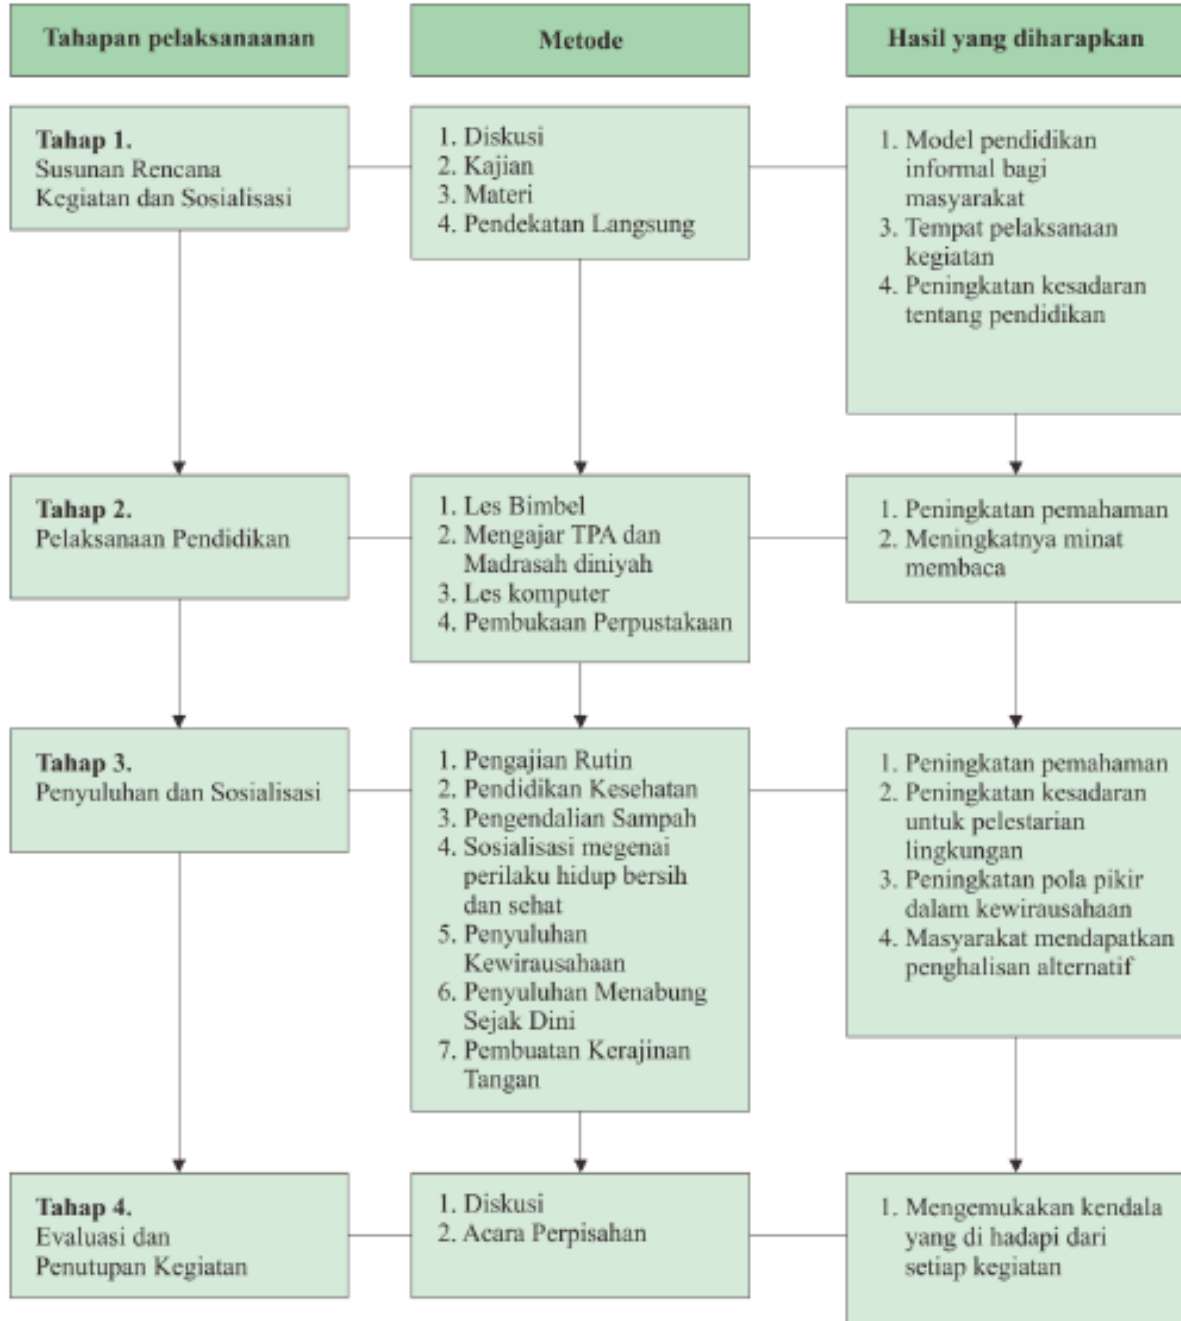 Tahapan pelaksanaanan
Metode
Hasil yang diharapkan
Tahap 1.
Susunan Rencana
Kegiatan dan Sosialisasi
1. Diskusi
2. Kajian
3. Materi
4. Pendekatan Langsung
1. Model pendidikan
informal bagi
masyarakat
3. Tempat pelaksanaan
kegiatan
4. Peningkatan kesadaran
tentang pendidikan
Tahap 2.
Pelaksanaan Pendidikan
1. Les Bimbel
2. Mengajar TPA dan
Madrasah diniyah
3. Les komputer
4. Pembukaan Perpustakaan
1. Peningkatan pemahaman
2. Meningkatnya minat
membaca
Tahap 3.
Penyuluhan dan Sosialisasi
1. Pengajian Rutin
2. Pendidikan Kesehatan
3. Pengendalian Sampah
4. Sosialisasi megenai
perilaku hidup bersih
dan sehat
5. Penyuluhan
Kewirausahaan
6. Penyuluhan Menabung
Sejak Dini
7. Pembuatan Kerajinan
Tangan
1. Peningkatan pemahaman
2. Peningkatan kesadaran
untuk pelestarian
lingkungan
3. Peningkatan pola pikir
dalam kewirausahaan
4. Masyarakat mendapatkan
penghalisan alternatif
Tahap 4.
Evaluasi dan
Penutupan Kegiatan
1. Diskusi
2. Acara Perpisahan
1. Mengemukakan kendala
yang di hadapi dari
setiap kegiatan